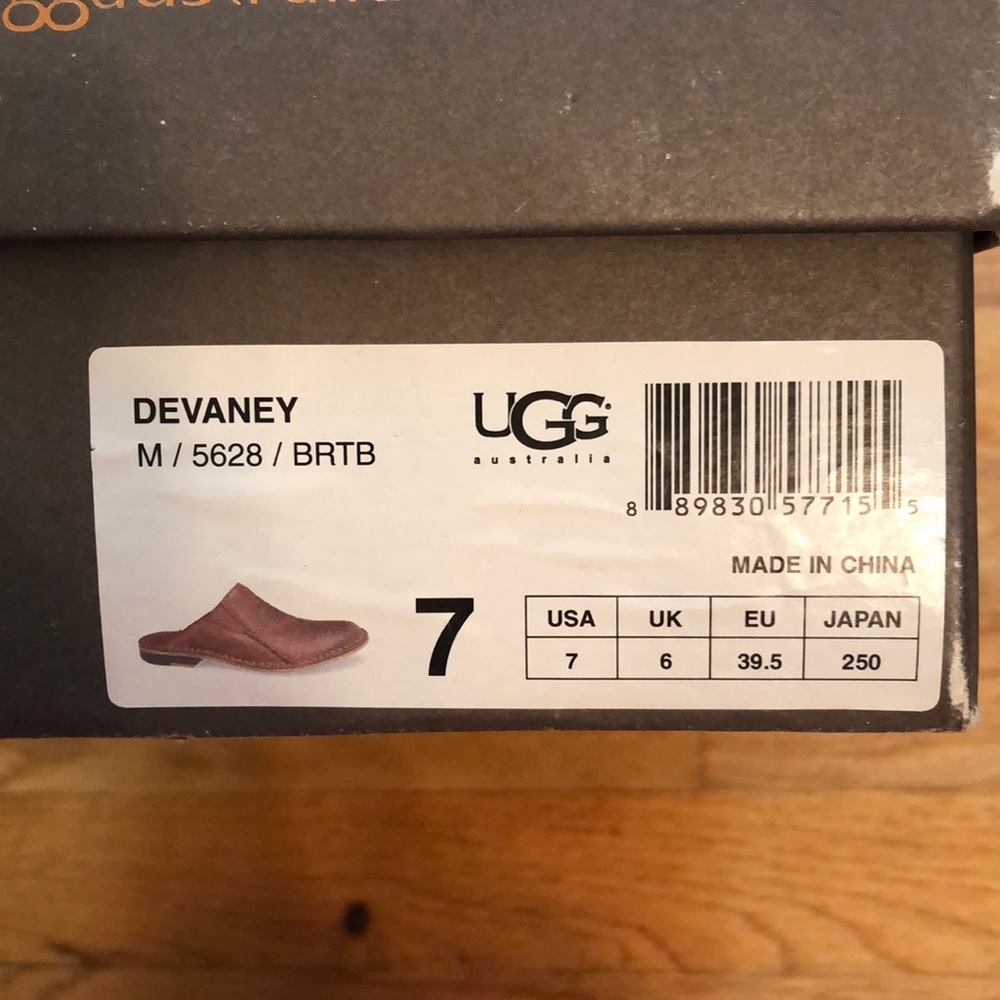 DEVANEY
M / 5628 / BRTB
UGG®
australia
8 89830 57715 5
MADE IN CHINA
7
USA UK EU JAPAN
7 6 39.5 250